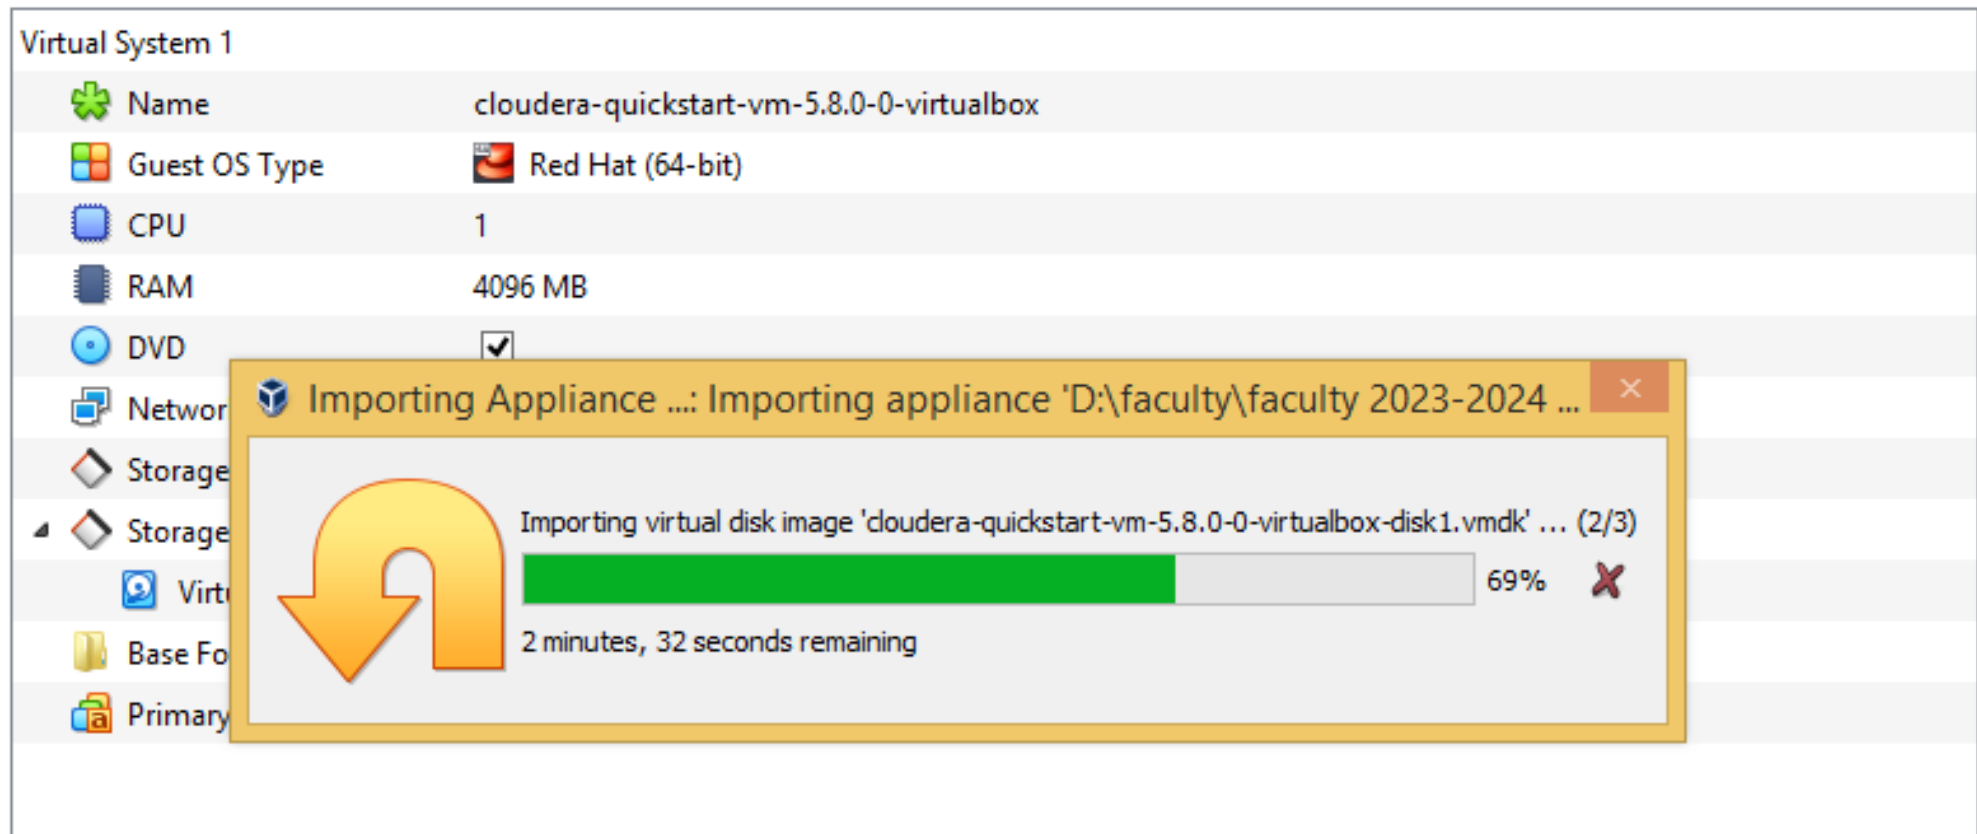 Virtual System 1
Name cloudera-quickstart-vm-5.8.0-0-virtualbox
Guest OS Type Red Hat (64-bit)
CPU 1
RAM 4096 MB
DVD
Networ
Storage
Storage
Virtu
Base Fo
Primary
Importing Appliance ...: Importing appliance 'D:\faculty\faculty 2023-2024 ...
Importing virtual disk image 'cloudera-quickstart-vm-5.8.0-0-virtualbox-disk1.vmdk' ... (2/3)
69%
2 minutes, 32 seconds remaining